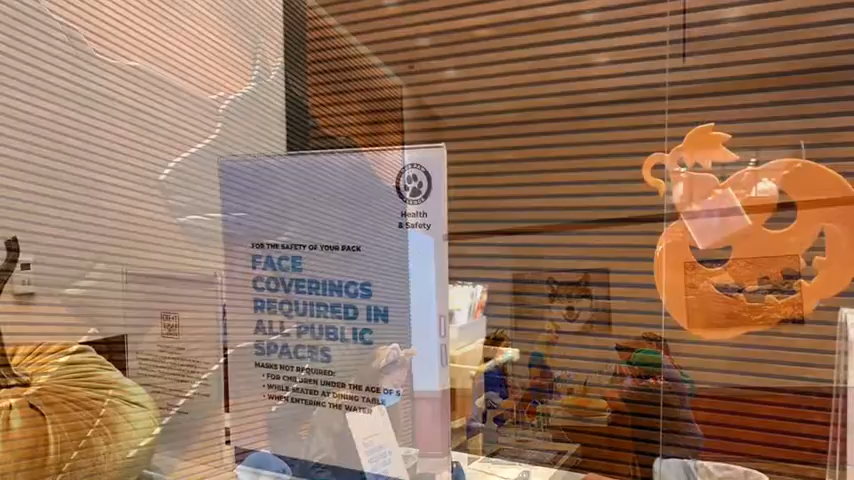 Health
& Safety
FOR THE SAFETY OF YOUR PACK
FACE
COVERINGS
REQUIRED IN
ALL PUBLIC
SPACES
MASKS NOT REQUIRED:
• FOR CHILDREN UNDER THE AGE OF 5
• WHILE SEATED AT DINING TABLE
• WHEN ENTERING THE WATER